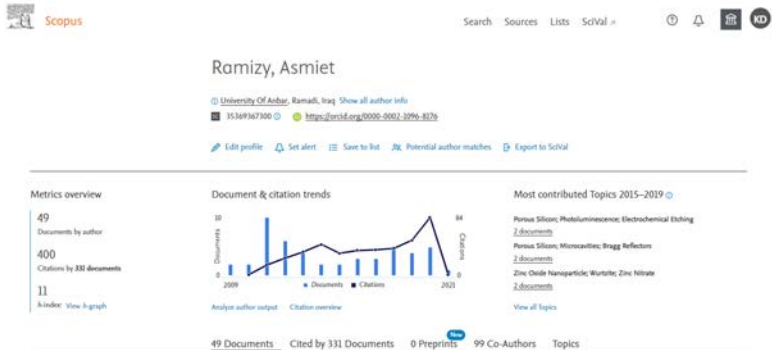 Scopus
Search Sources Lists SciVal
KD
Ramizy, Asmiet
University Of Anbar, Ramadi, Iraq Show all author info
35369367300 https://orcid.org/0000-0002-1096-8176
Edit profile Set alert Save to list Potential author matches Export to SciVal
Metrics overview
49
Documents by author
400
Citations by 331 documents
11
h-index: View h-graph
Document & citation trends
10
84
Documents
Citations
0
0
2009
2021
Documents Citations
Analyze author output Citation overview
Most contributed Topics 2015–2019
Porous Silicon; Photoluminescence; Electrochemical Etching
2 documents
Porous Silicon; Microcavities; Bragg Reflectors
2 documents
Zinc Oxide Nanoparticle; Wurtzite; Zinc Nitrate
2 documents
View all Topics
New
49 Documents Cited by 331 Documents 0 Preprints 99 Co-Authors Topics